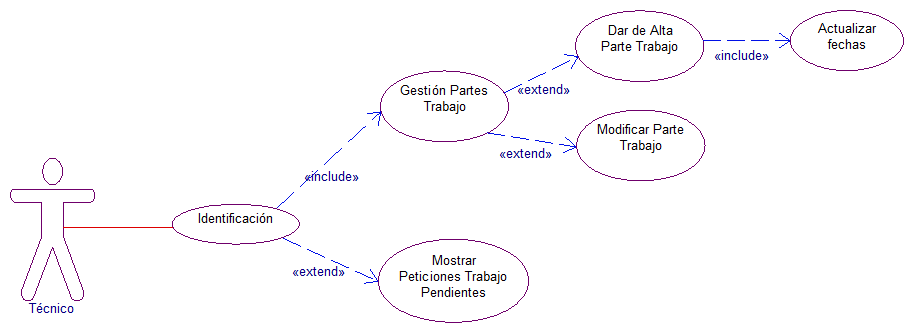 Dar de Alta
Parte Trabajo
«include»
Actualizar
fechas
Gestión Partes
Trabajo
«extend»
Modificar Parte
Trabajo
«extend»
«include»
Identificación
«extend»
Mostrar
Peticiones Trabajo
Pendientes
Técnico